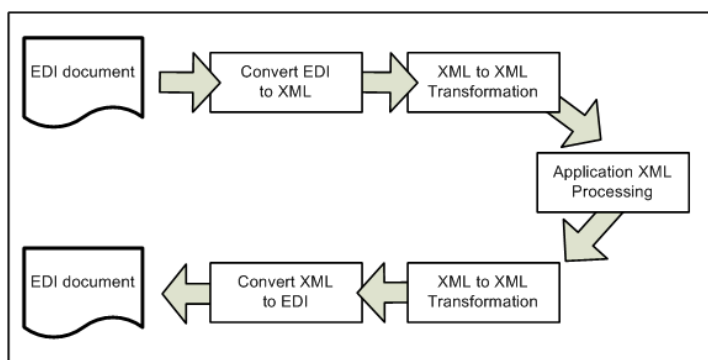 EDI document
Convert EDI
to XML
XML to XML
Transformation
Application XML
Processing
EDI document
Convert XML
to EDI
XML to XML
Transformation